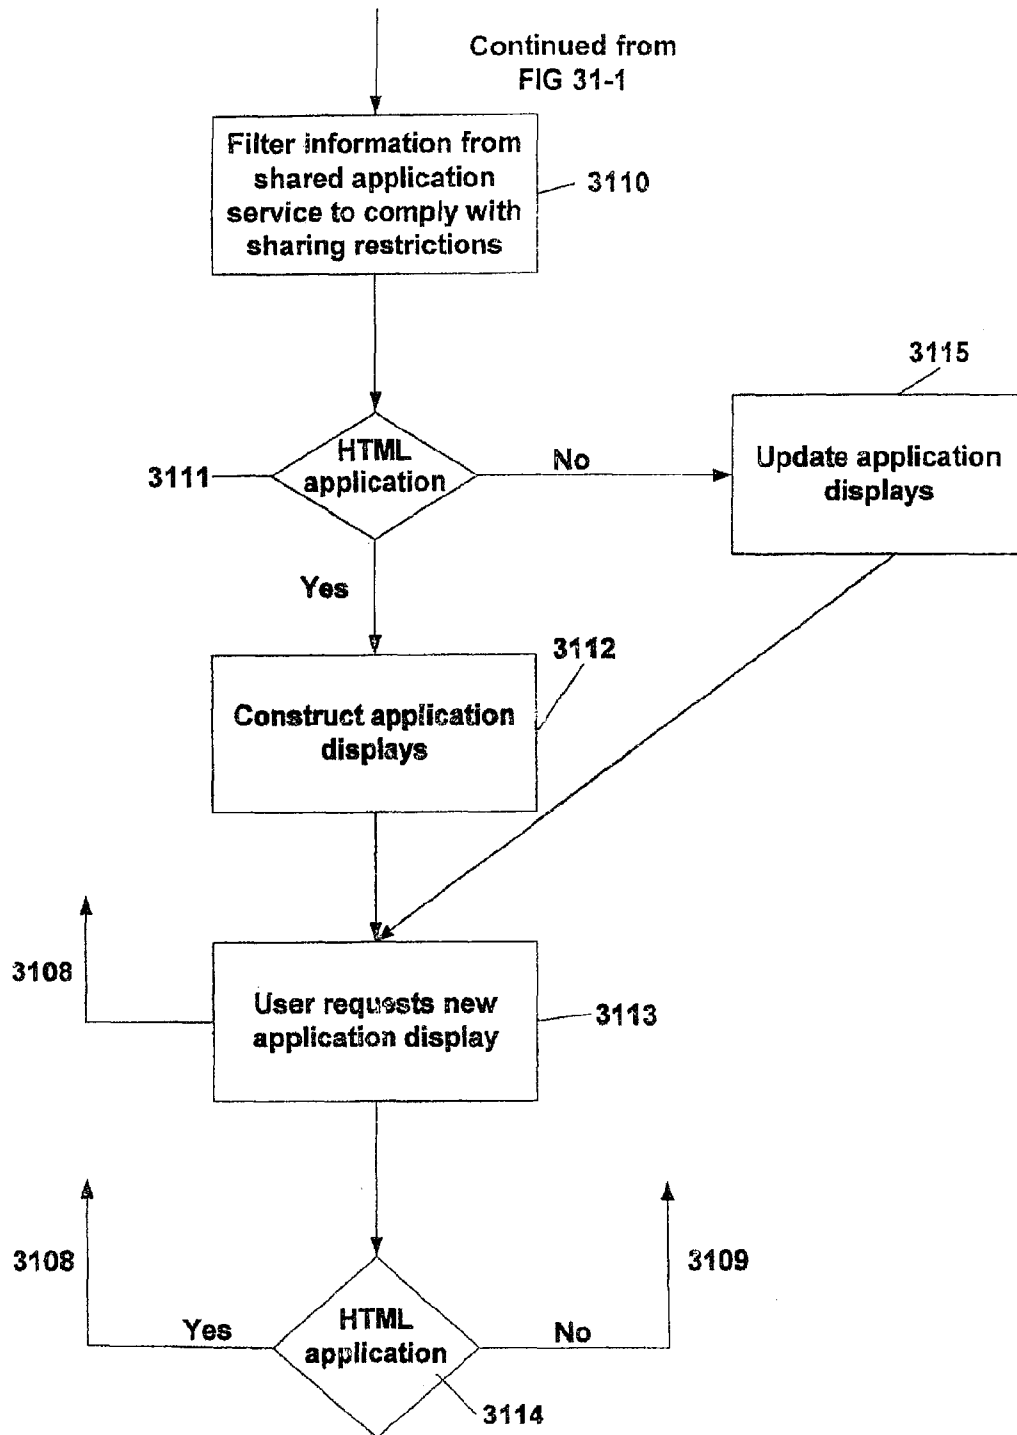 Continued from
FIG 31-1
Filter information from
shared application
service to comply with
sharing restrictions
3110
3115
HTML
application
3111
No
Update application
displays
Yes
3112
Construct application
displays
3108
User requests new
application display
3113
3108
3109
Yes
HTML
application
No
3114